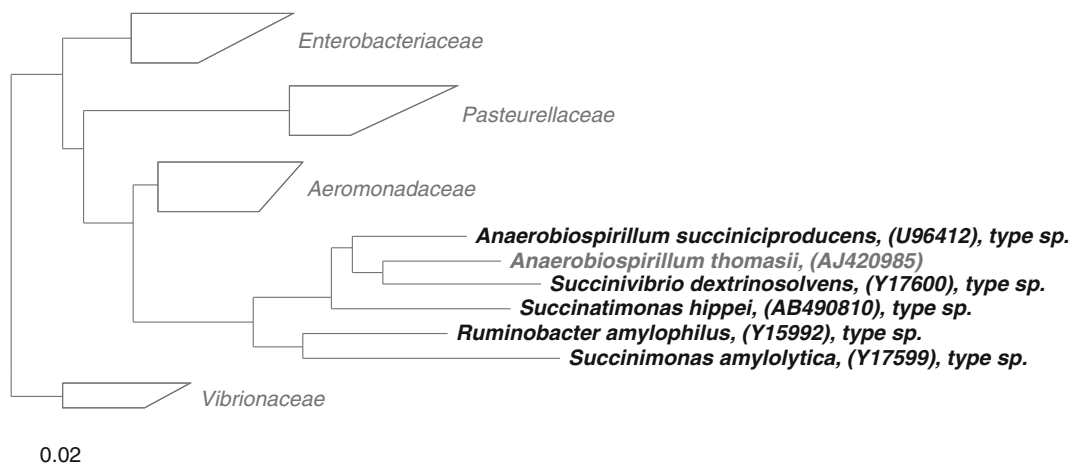 Enterobacteriaceae
Pasteurellaceae
Aeromonadaceae
Anaerobiospirillum succiniciproducens, (U96412), type sp.
Anaerobiospirillum thomasii, (AJ420985)
Succinivibrio dextrinosolvens, (Y17600), type sp.
Succinatimonas hippei, (AB490810), type sp.
Ruminobacter amylophilus, (Y15992), type sp.
Succinimonas amylolytica, (Y17599), type sp.
Vibrionaceae
0.02